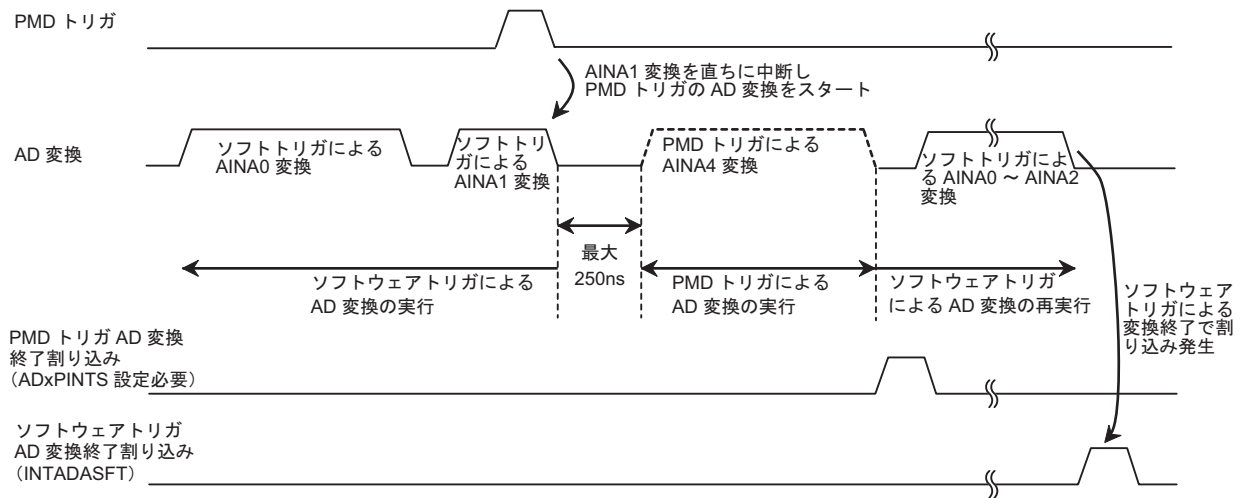 PMD トリガ
AINA1 変換を直ちに中断し
PMD トリガの AD 変換をスタート
AD 変換
ソフトトリガによる
AINA0 変換
ソフトトリ
ガによる
AINA1 変換
PMD トリガによる
AINA4 変換
ソフトトリガによ
る AINA0 ～ AINA2
変換
最大
250ns
ソフトウェアトリガによる
AD 変換の実行
PMD トリガによる
AD 変換の実行
ソフトウェアトリガ
による AD 変換の再実行
ソフトウェア
トリガによる
変換終了で割
り込み発生
PMD トリガ AD 変換
終了割り込み
（ADxPINTS 設定必要）
ソフトウェアトリガ
AD 変換終了割り込み
（INTADASFT）